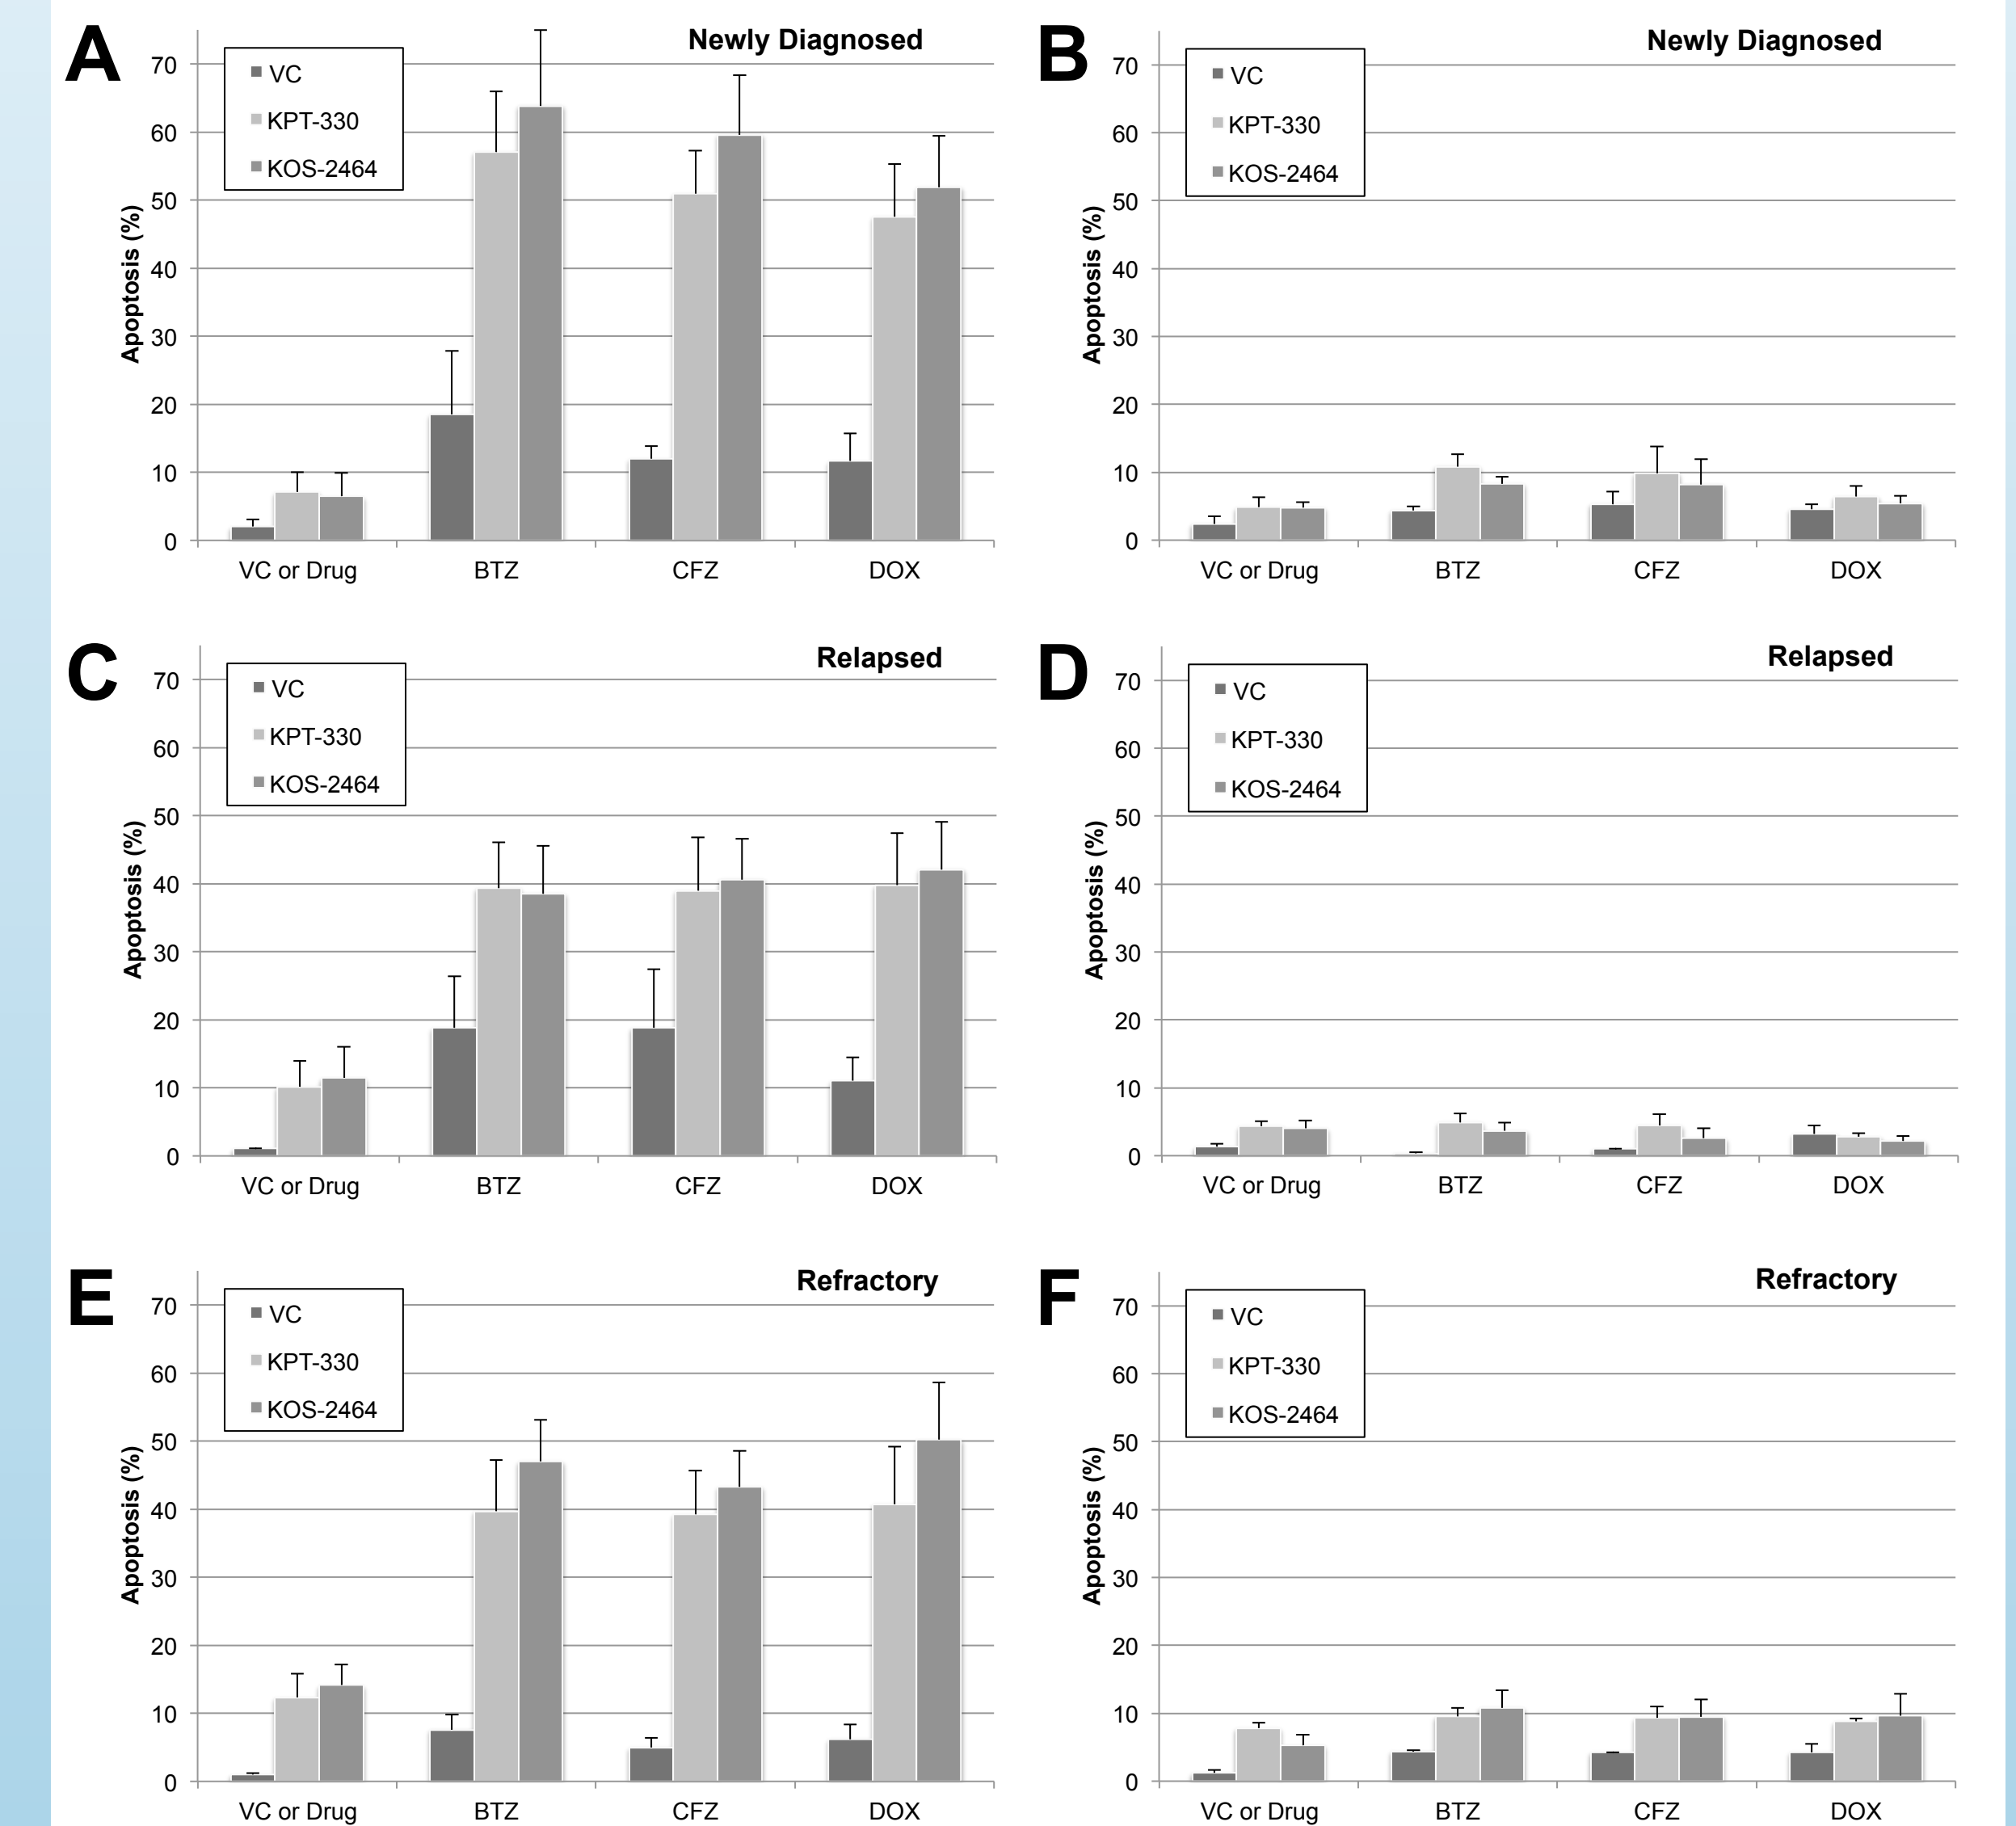 A
Newly Diagnosed
VC
KPT-330
KOS-2464
Apoptosis (%)
70
60
50
40
30
20
10
0
VC or Drug BTZ CFZ DOX
B
Newly Diagnosed
VC
KPT-330
KOS-2464
Apoptosis (%)
70
60
50
40
30
20
10
0
VC or Drug BTZ CFZ DOX
C
Relapsed
VC
KPT-330
KOS-2464
Apoptosis (%)
70
60
50
40
30
20
10
0
VC or Drug BTZ CFZ DOX
D
Relapsed
VC
KPT-330
KOS-2464
Apoptosis (%)
70
60
50
40
30
20
10
0
VC or Drug BTZ CFZ DOX
E
Refractory
VC
KPT-330
KOS-2464
Apoptosis (%)
70
60
50
40
30
20
10
0
VC or Drug BTZ CFZ DOX
F
Refractory
VC
KPT-330
KOS-2464
Apoptosis (%)
70
60
50
40
30
20
10
0
VC or Drug BTZ CFZ DOX